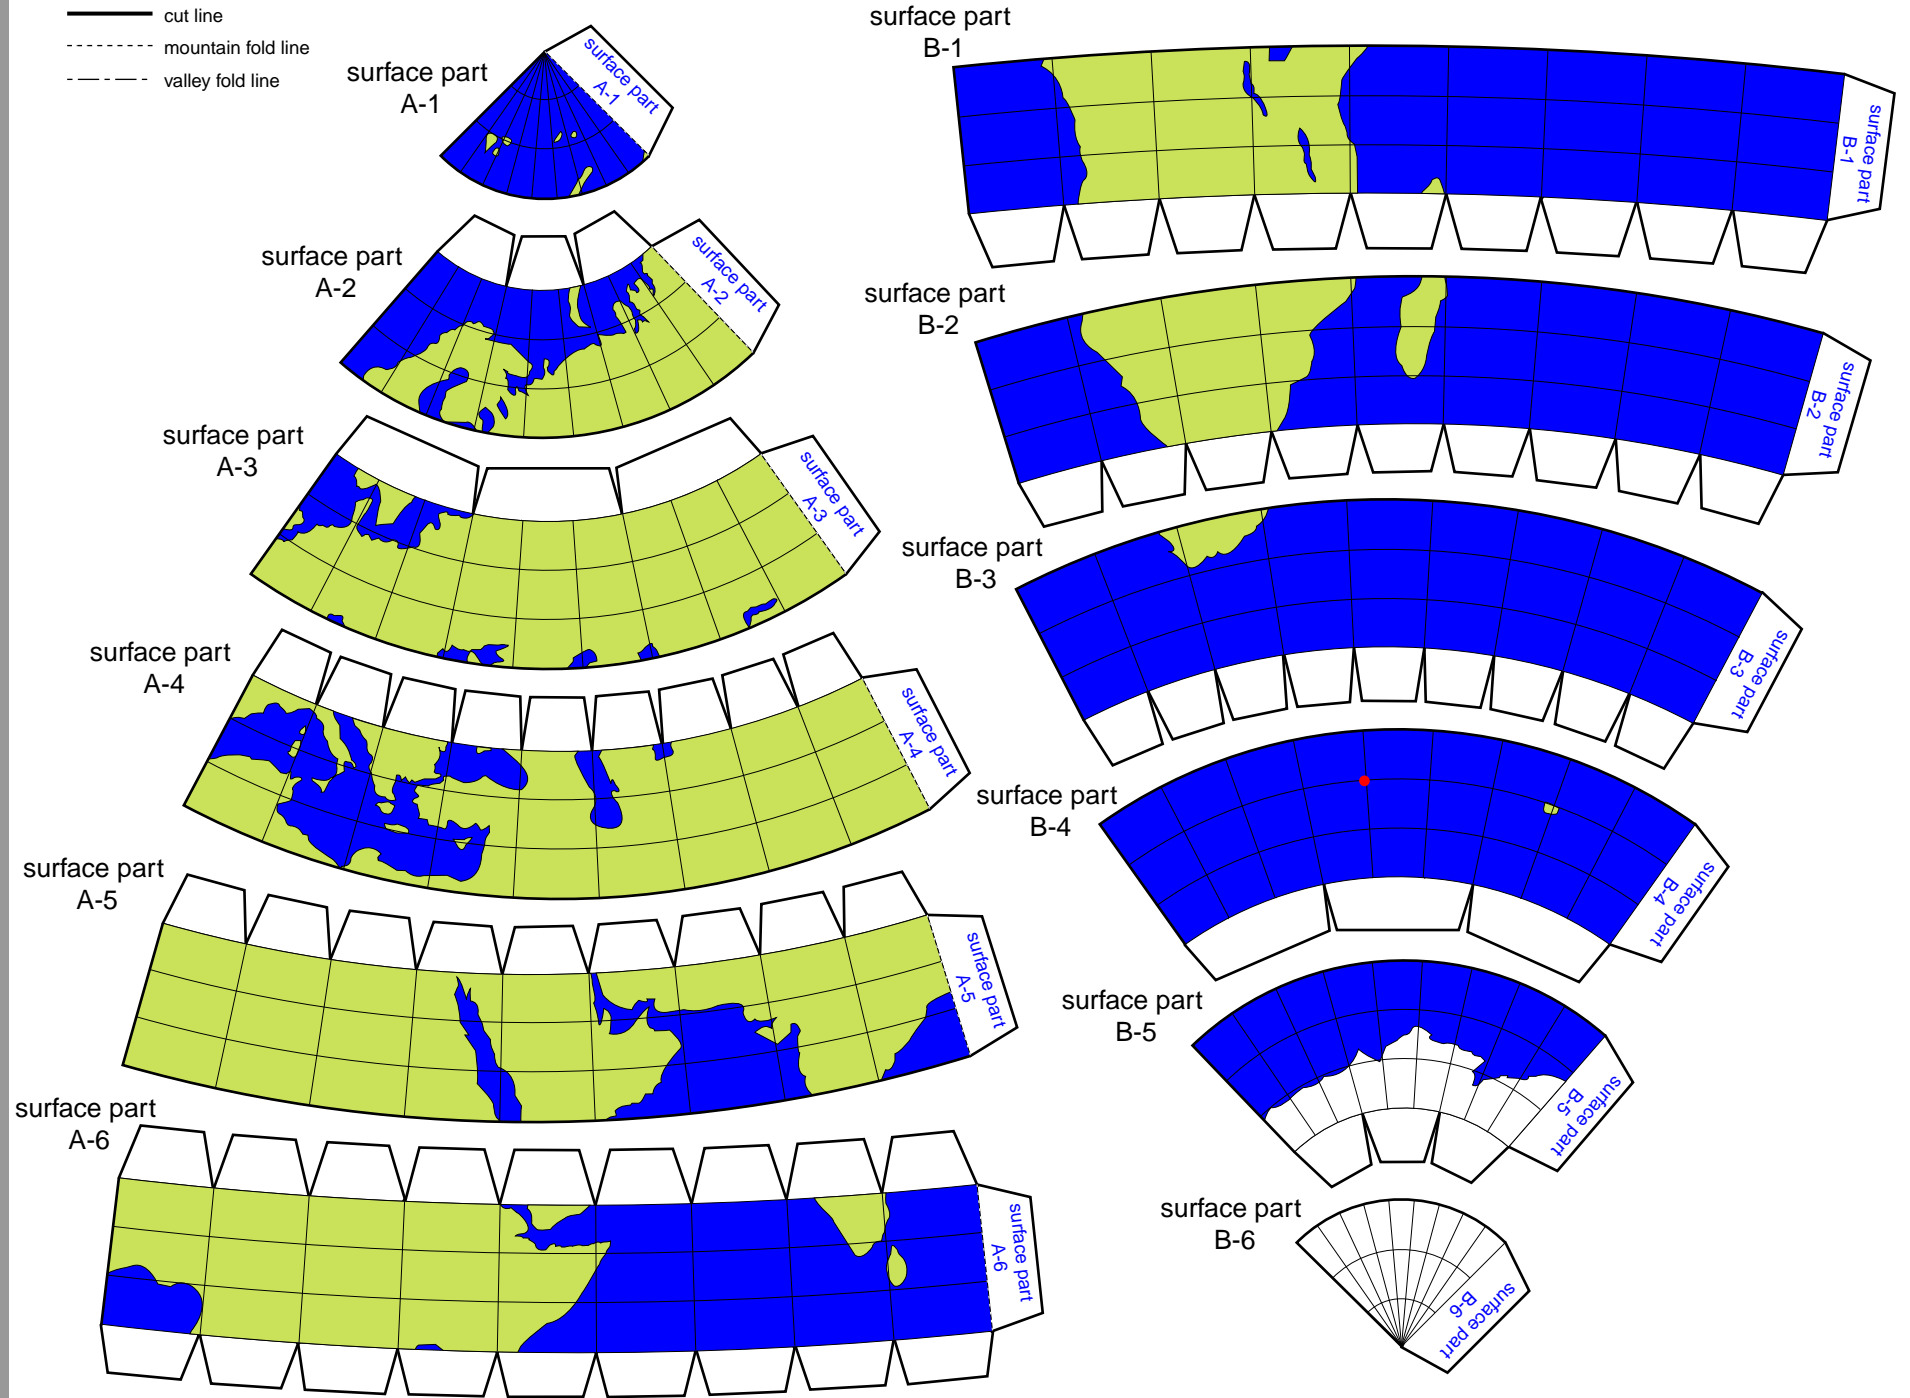 cut line
mountain fold line
valley fold line
surface part
A-1
surface part
A-1
surface part
A-2
surface part
A-2
surface part
A-3
surface part
A-3
surface part
A-4
surface part
A-4
surface part
A-5
surface part
A-5
surface part
A-6
surface part
A-6
surface part
B-1
surface part
B-1
surface part
B-2
surface part
B-2
surface part
B-3
surface part
B-3
surface part
B-4
surface part
B-4
surface part
B-5
surface part
B-5
surface part
B-6
surface part
B-6